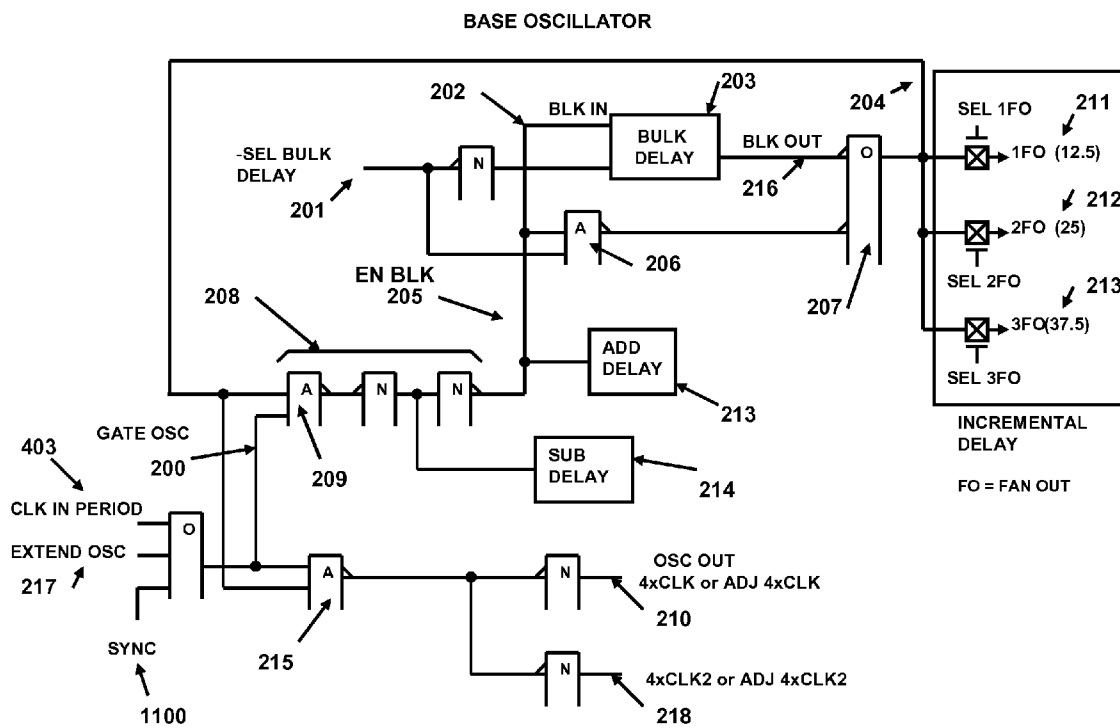 BASE OSCILLATOR
202
203
204
BLK IN
BULK
DELAY
BLK OUT
216
-SEL BULK
DELAY
201
N
O
A
206
207
SEL 1FO
211
1FO (12.5)
212
2FO (25)
SEL 2FO
213
3FO(37.5)
SEL 3FO
INCREMENTAL
DELAY
FO = FAN OUT
EN BLK
205
208
ADD
DELAY
213
A
N
N
GATE OSC
200
209
SUB
DELAY
214
403
CLK IN PERIOD
O
EXTEND OSC
217
SYNC
1100
A
215
N
OSC OUT
4xCLK or ADJ 4xCLK
210
N
4xCLK2 or ADJ 4xCLK2
218